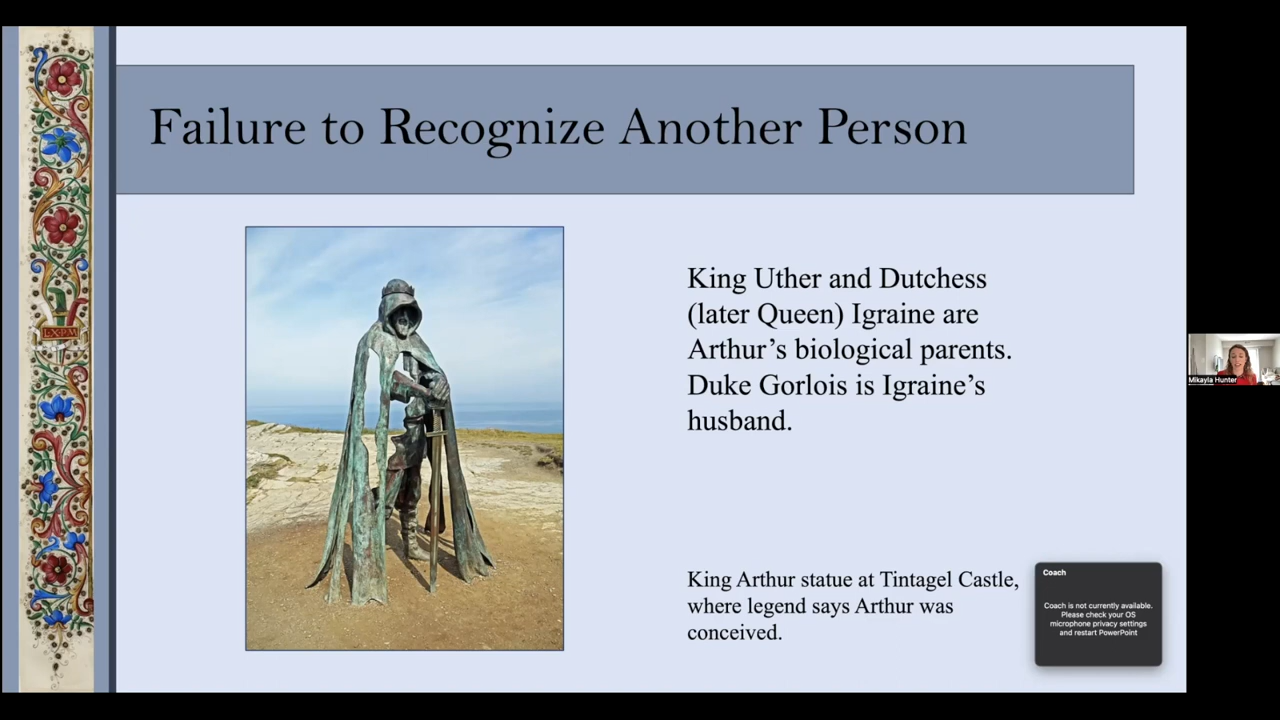 Failure to Recognize Another Person
King Uther and Dutchess
(later Queen) Igraine are
Arthur's biological parents.
Duke Gorlois is Igraine's
husband.
King Arthur statue at Tintagel Castle,
where legend says Arthur was
conceived.
Coach
Coach is not currently available.
Please check your OS
microphone privacy settings
and restart PowerPoint
Mikayla Hunter